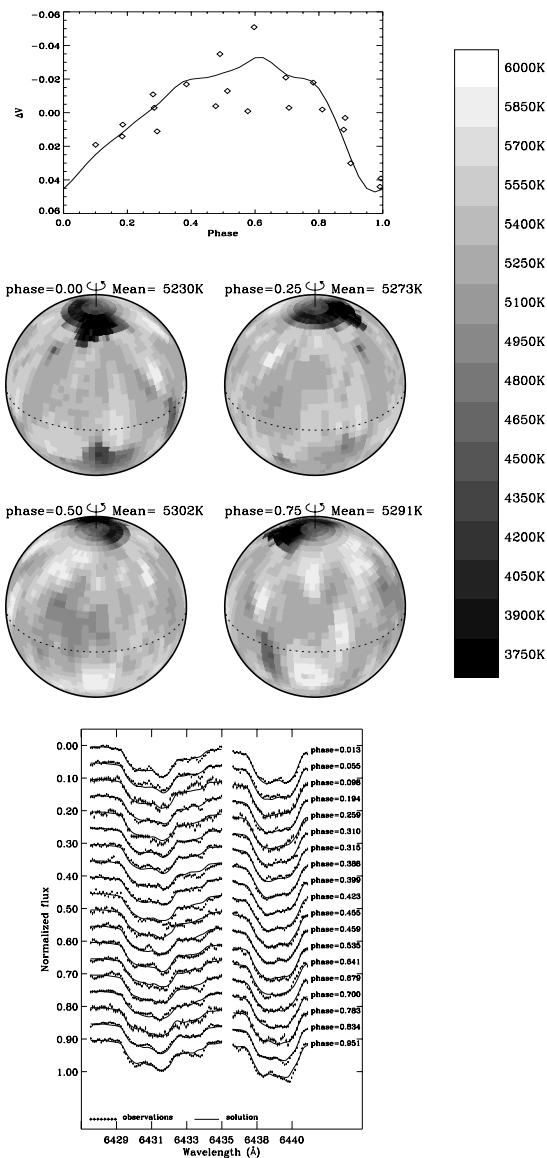 −0.06
−0.04
−0.02
0.00
0.02
0.04
0.06
ΔV
0.0 0.2 0.4 0.6 0.8 1.0
Phase
6000K
5850K
5700K
5550K
5400K
5250K
5100K
4950K
4800K
4650K
4500K
4350K
4200K
4050K
3900K
3750K
phase=0.00 Mean= 5230K
phase=0.25 Mean= 5273K
phase=0.50 Mean= 5302K
phase=0.75 Mean= 5291K
0.00
0.10
0.20
0.30
0.40
0.50
0.60
0.70
0.80
0.90
1.00
Normalized flux
phase=0.013
phase=0.055
phase=0.098
phase=0.194
phase=0.259
phase=0.310
phase=0.315
phase=0.388
phase=0.399
phase=0.423
phase=0.455
phase=0.459
phase=0.535
phase=0.641
phase=0.679
phase=0.700
phase=0.783
phase=0.834
phase=0.951
observations solution
6429 6431 6433 6435 6438 6440
Wavelength (Å)